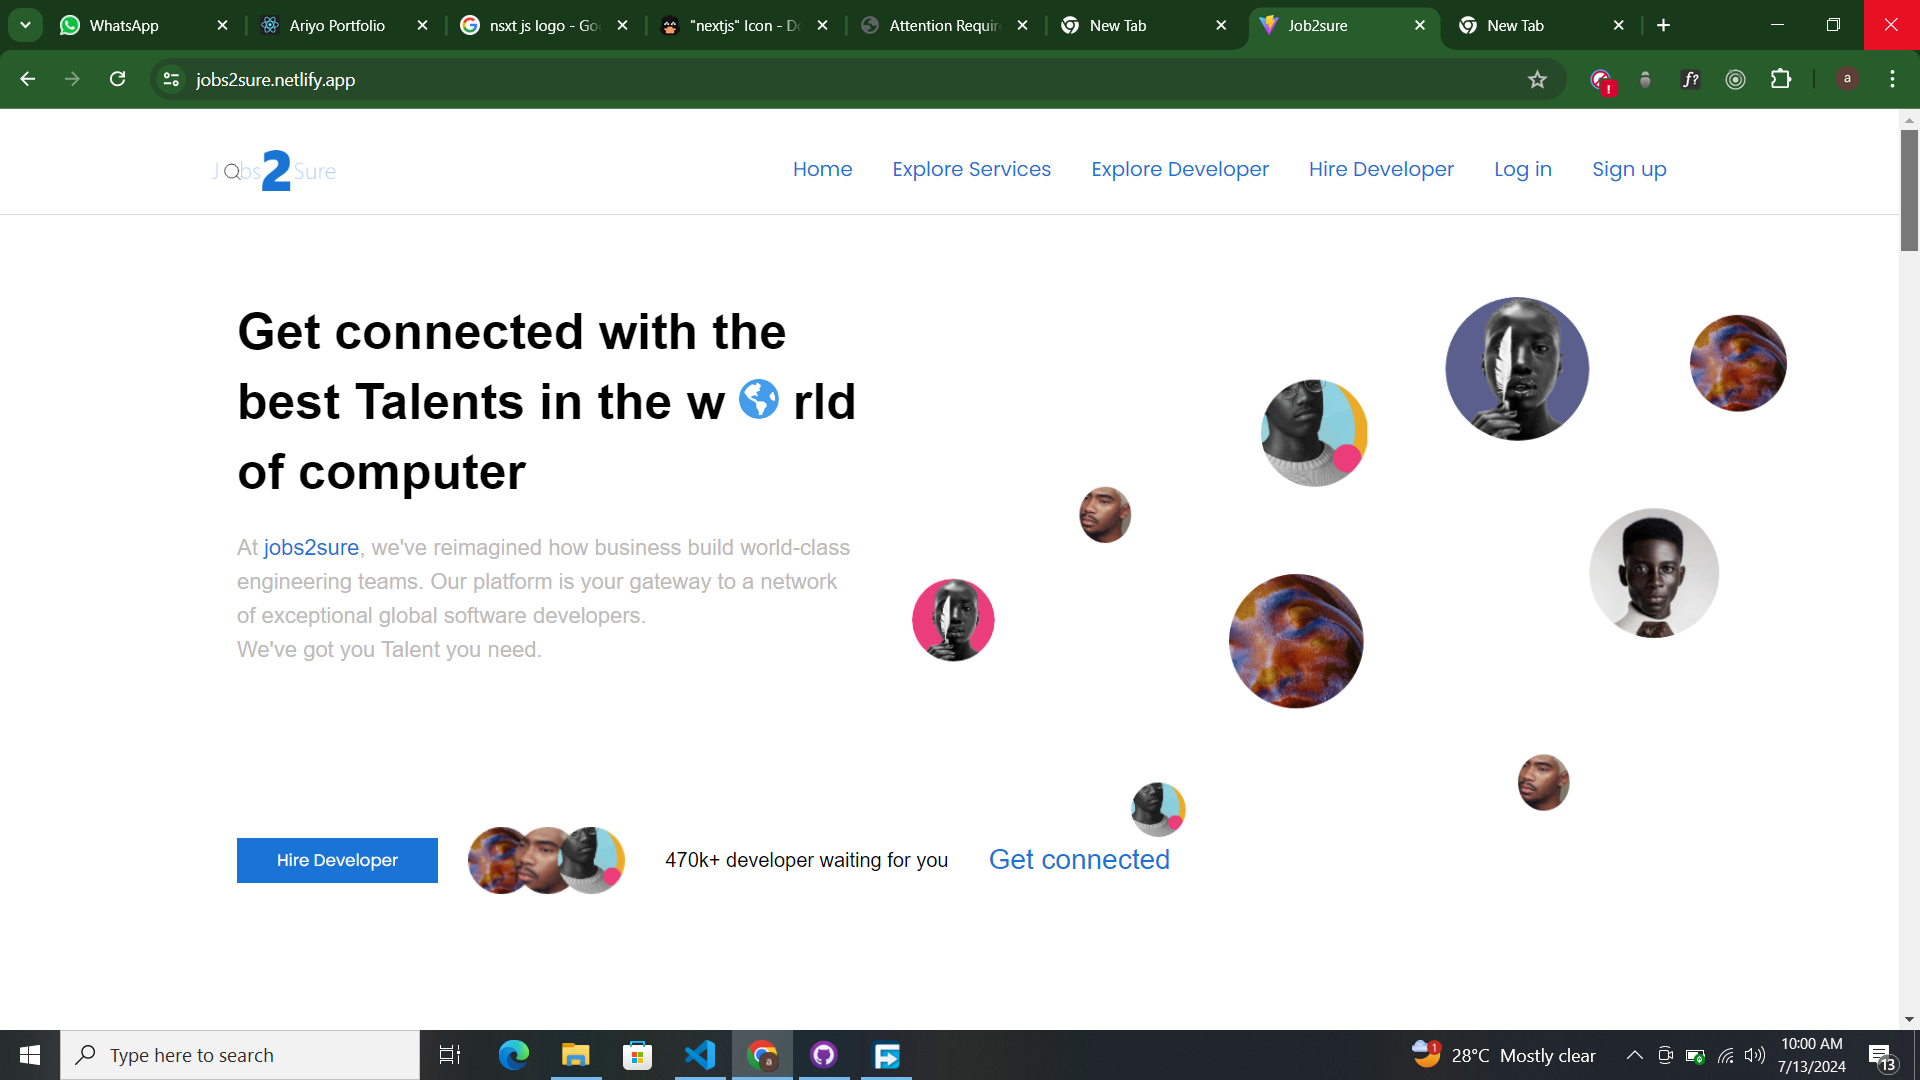 WhatsApp
Ariyo Portfolio
nsxt js logo - Goo
"nextjs" Icon - Do
Attention Require
New Tab
Job2sure
New Tab
jobs2sure.netlify.app
f?
a
J bs 2 Sure
Home
Explore Services
Explore Developer
Hire Developer
Log in
Sign up
Get connected with the
best Talents in the w rld
of computer
At jobs2sure, we've reimagined how business build world-class
engineering teams. Our platform is your gateway to a network
of exceptional global software developers.
We've got you Talent you need.
Hire Developer
470k+ developer waiting for you
Get connected
Type here to search
a
1
28°C Mostly clear
10:00 AM
7/13/2024
13